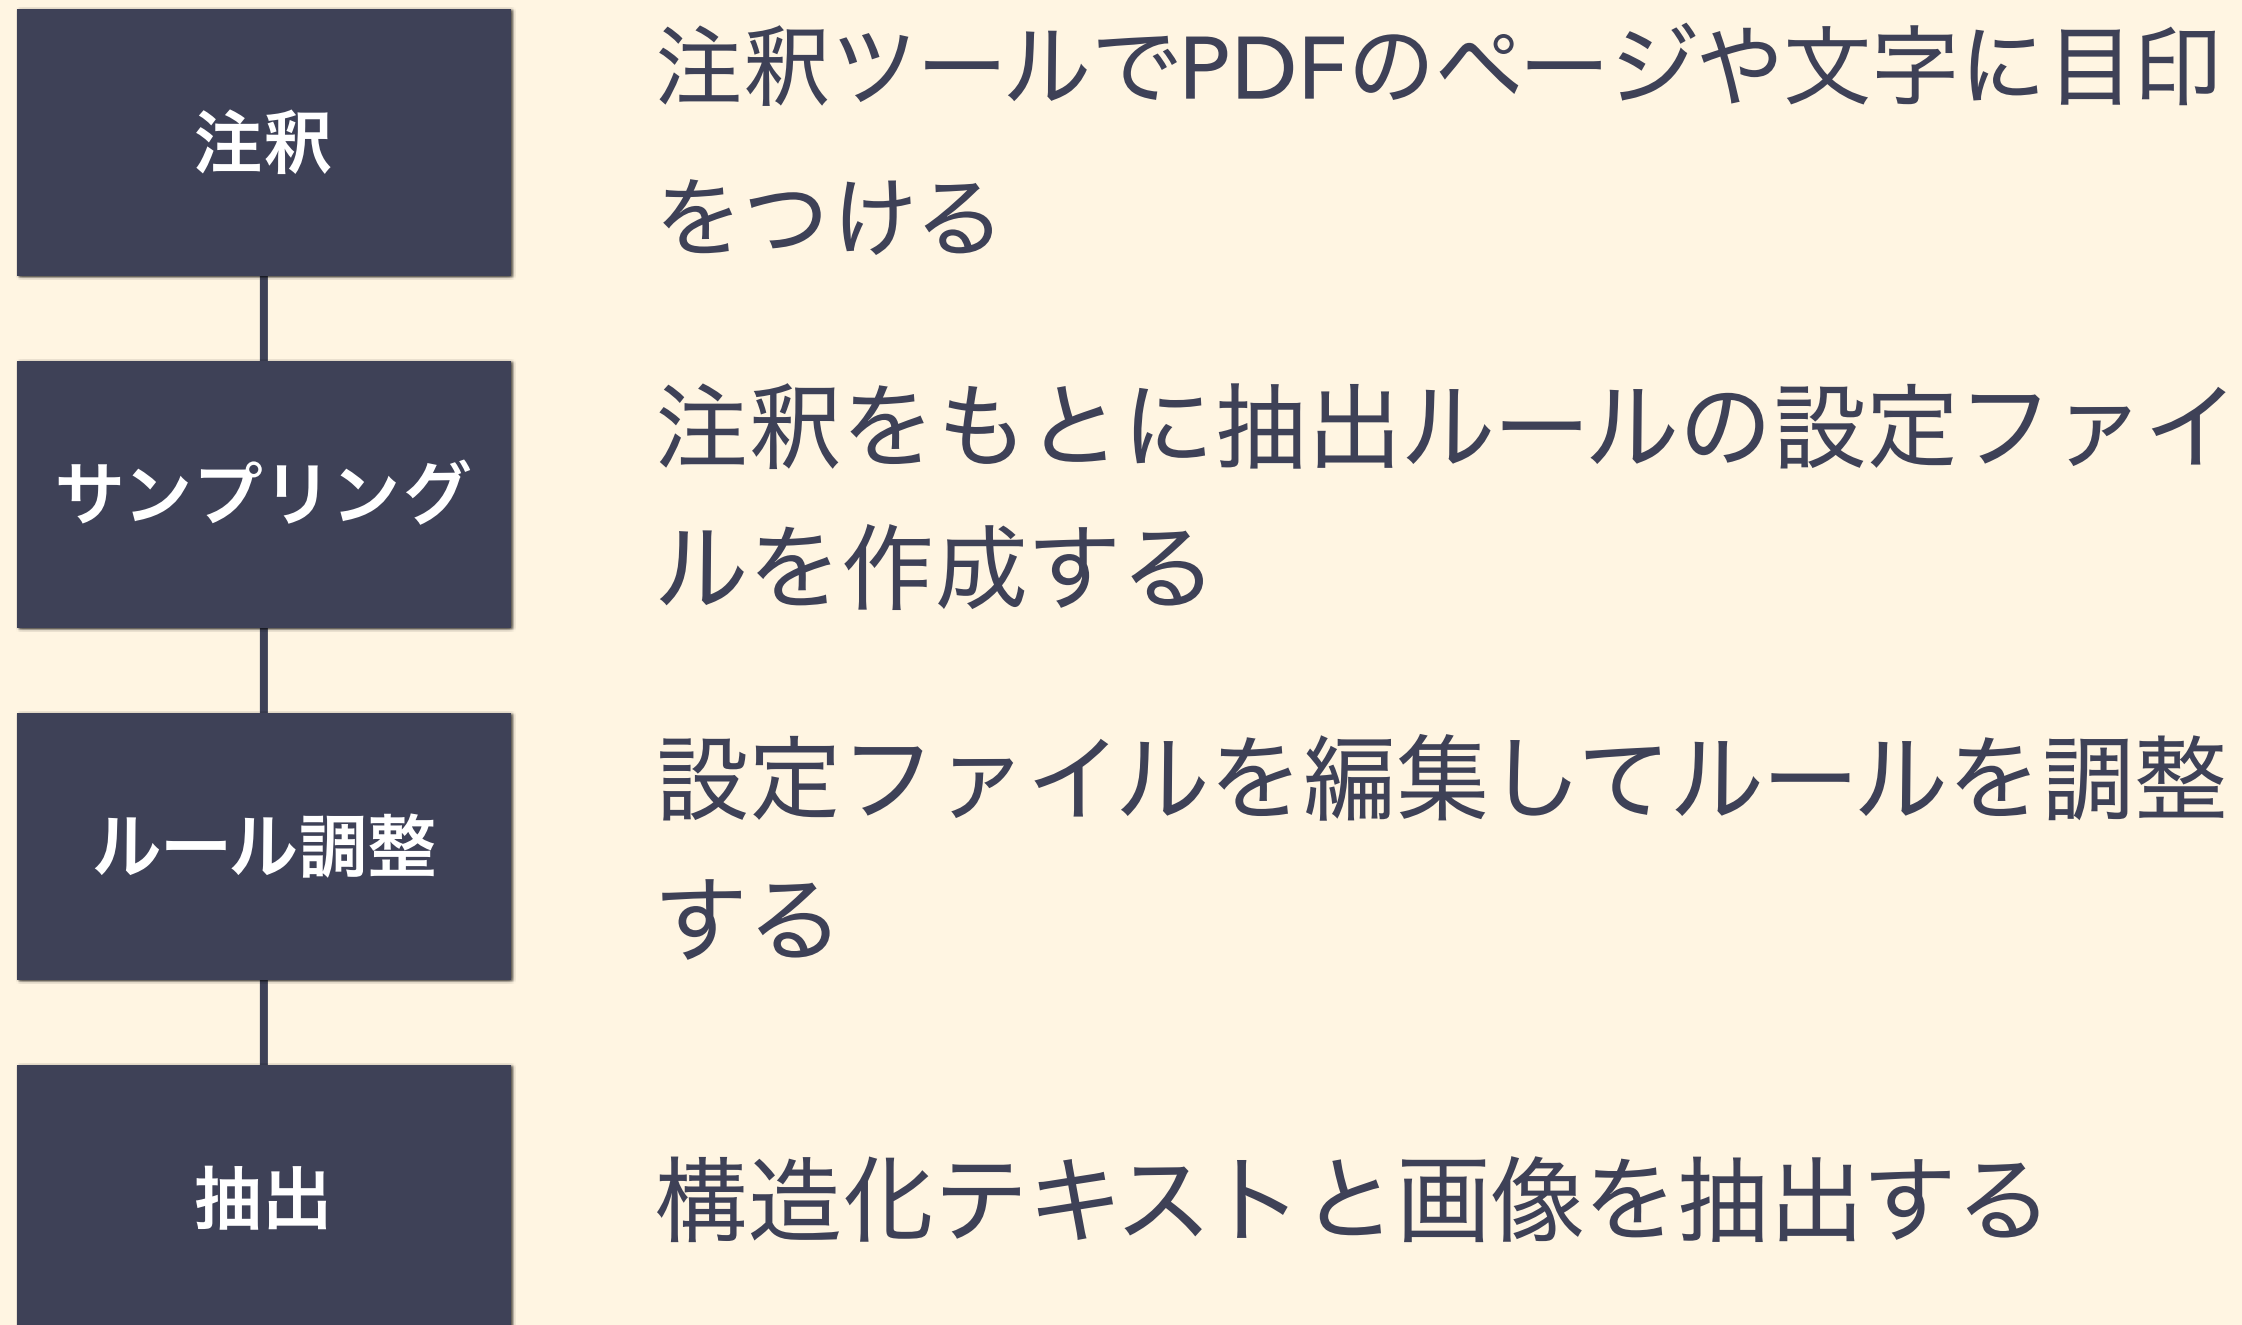 注釈
注釈ツールでPDFのページや文字に目印
をつける
サンプリング
注釈をもとに抽出ルールの設定ファイ
ルを作成する
ルール調整
設定ファイルを編集してルールを調整
する
抽出
構造化テキストと画像を抽出する